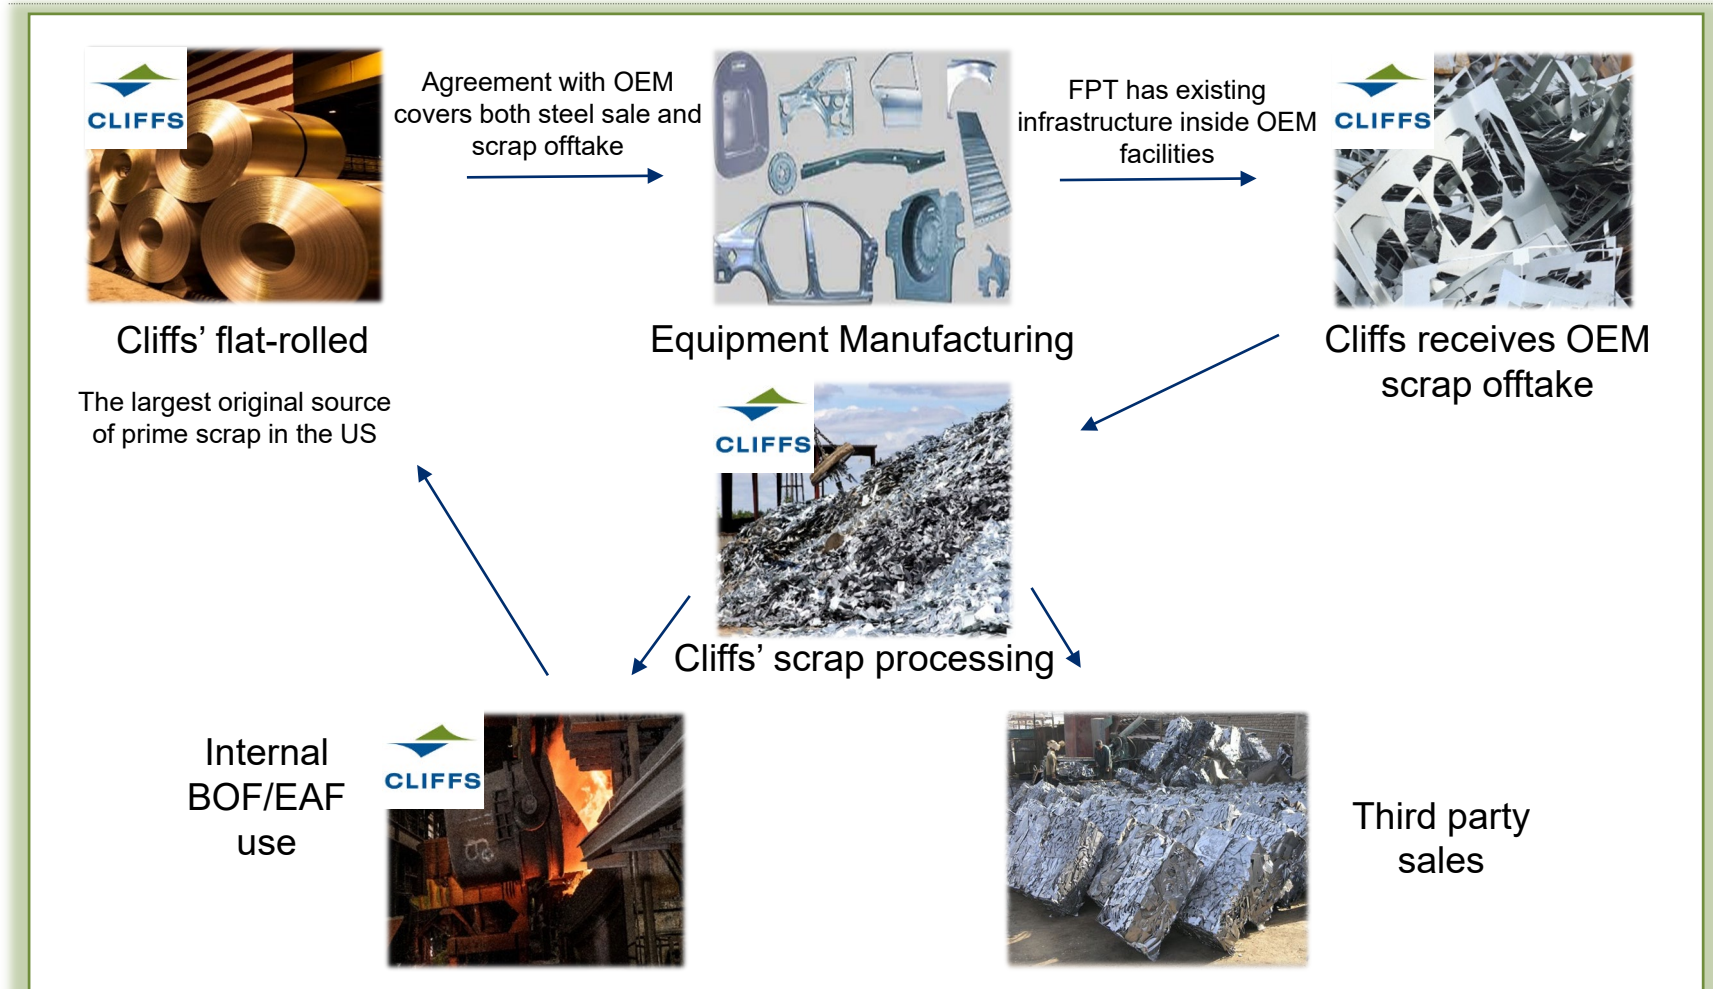 CLIFFS
Agreement with OEM
covers both steel sale and
scrap offtake
FPT has existing
infrastructure inside OEM
facilities
CLIFFS
Cliffs’ flat-rolled
The largest original source
of prime scrap in the US
Equipment Manufacturing
Cliffs receives OEM
scrap offtake
CLIFFS
Cliffs’ scrap processing
Internal
BOF/EAF
use
CLIFFS
Third party
sales